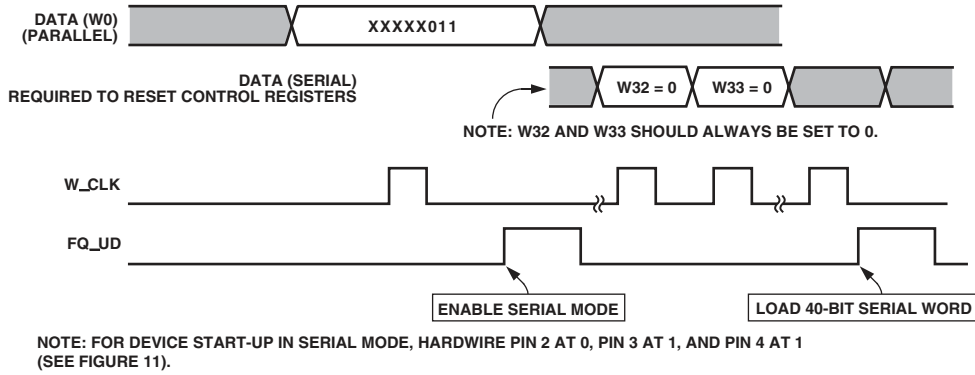 DATA (W0)
(PARALLEL)
XXXXX011
DATA (SERIAL)
REQUIRED TO RESET CONTROL REGISTERS
W32 = 0
W33 = 0
NOTE: W32 AND W33 SHOULD ALWAYS BE SET TO 0.
W_CLK
FQ_UD
ENABLE SERIAL MODE
LOAD 40-BIT SERIAL WORD
NOTE: FOR DEVICE START-UP IN SERIAL MODE, HARDWIRE PIN 2 AT 0, PIN 3 AT 1, AND PIN 4 AT 1
(SEE FIGURE 11).